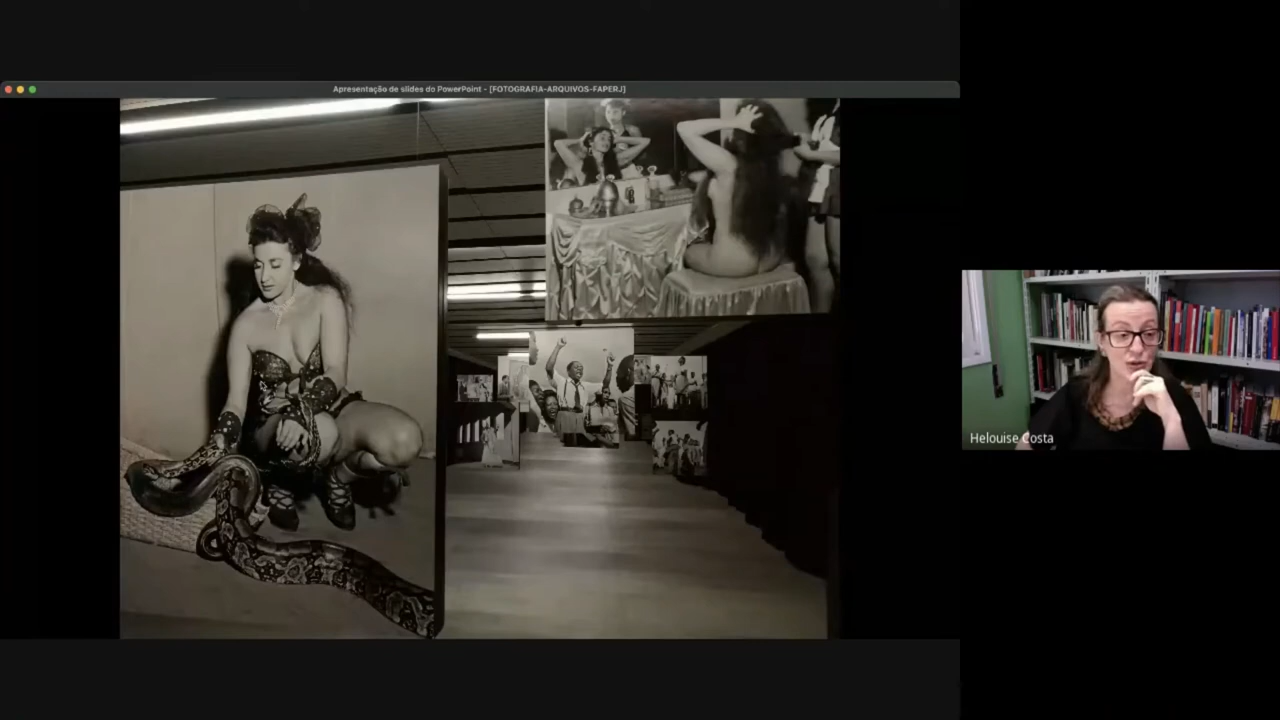 Apresentação de slides do PowerPoint - [FOTOGRAFIA-ARQUIVOS-FAPERJ]
Helouise Costa